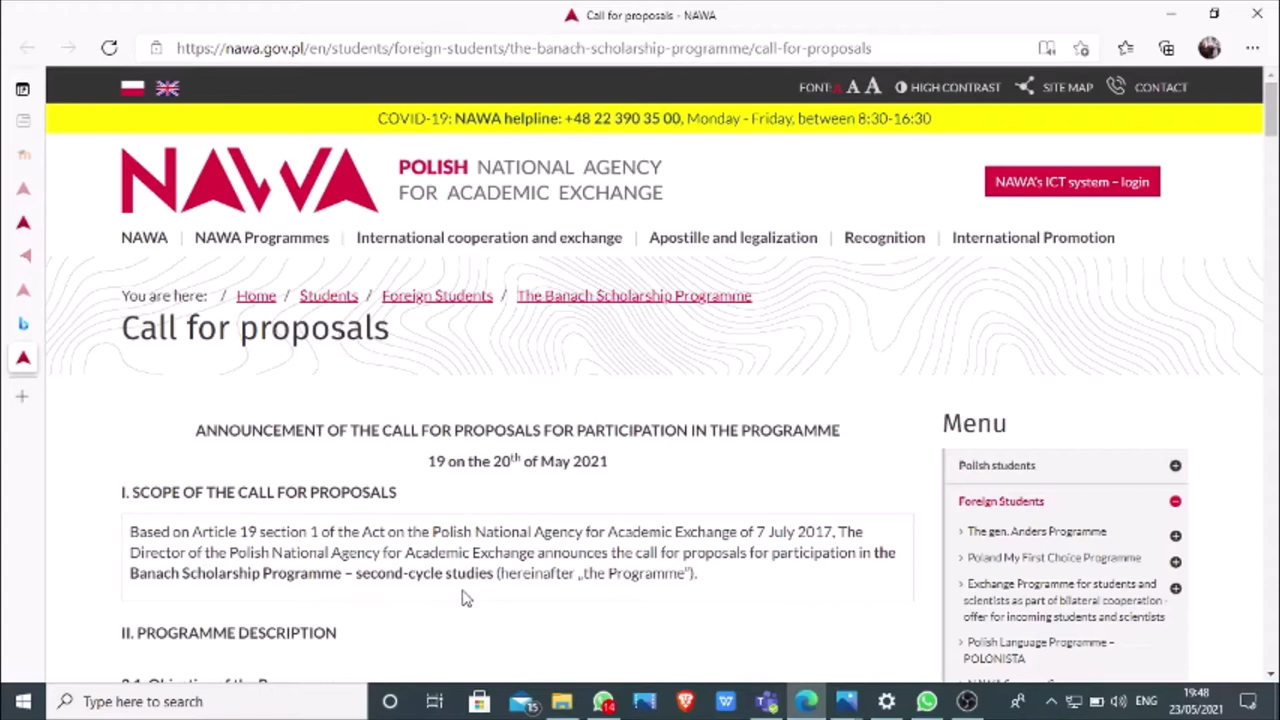 Call for proposals - NAWA
https://nawa.gov.pl/en/students/foreign-students/the-banach-scholarship-programme/call-for-proposals
FONT: A A A HIGH CONTRAST SITE MAP CONTACT
COVID-19: NAWA helpline: +48 22 390 35 00, Monday - Friday, between 8:30-16:30
NAWA
POLISH NATIONAL AGENCY
FOR ACADEMIC EXCHANGE
NAWA's ICT system – login
NAWA | NAWA Programmes | International cooperation and exchange | Apostille and legalization | Recognition | International Promotion
You are here: / Home / Students / Foreign Students / The Banach Scholarship Programme
Call for proposals
ANNOUNCEMENT OF THE CALL FOR PROPOSALS FOR PARTICIPATION IN THE PROGRAMME
19 on the 20th of May 2021
I. SCOPE OF THE CALL FOR PROPOSALS
Based on Article 19 section 1 of the Act on the Polish National Agency for Academic Exchange of 7 July 2017, The
Director of the Polish National Agency for Academic Exchange announces the call for proposals for participation in the
Banach Scholarship Programme – second-cycle studies (hereinafter „the Programme").
II. PROGRAMME DESCRIPTION
Menu
Polish students
Foreign Students
The gen. Anders Programme
Poland My First Choice Programme
Exchange Programme for students and
scientists as part of bilateral cooperation -
offer for incoming students and scientists
Polish Language Programme –
POLONISTA
Type here to search
15
14
ENG
19:48
23/05/2021